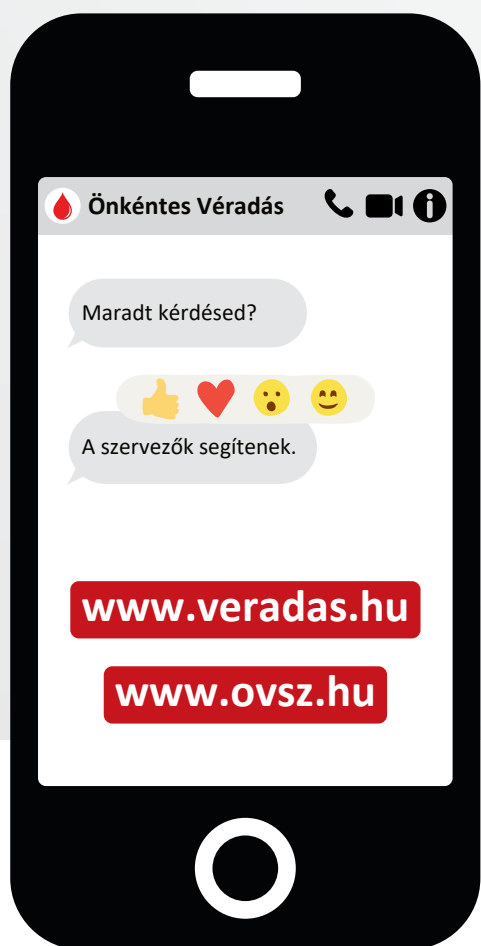 Önkéntes Véradás
Maradt kérdésed?
A szervezők segítenek.
www.veradas.hu
www.ovsz.hu